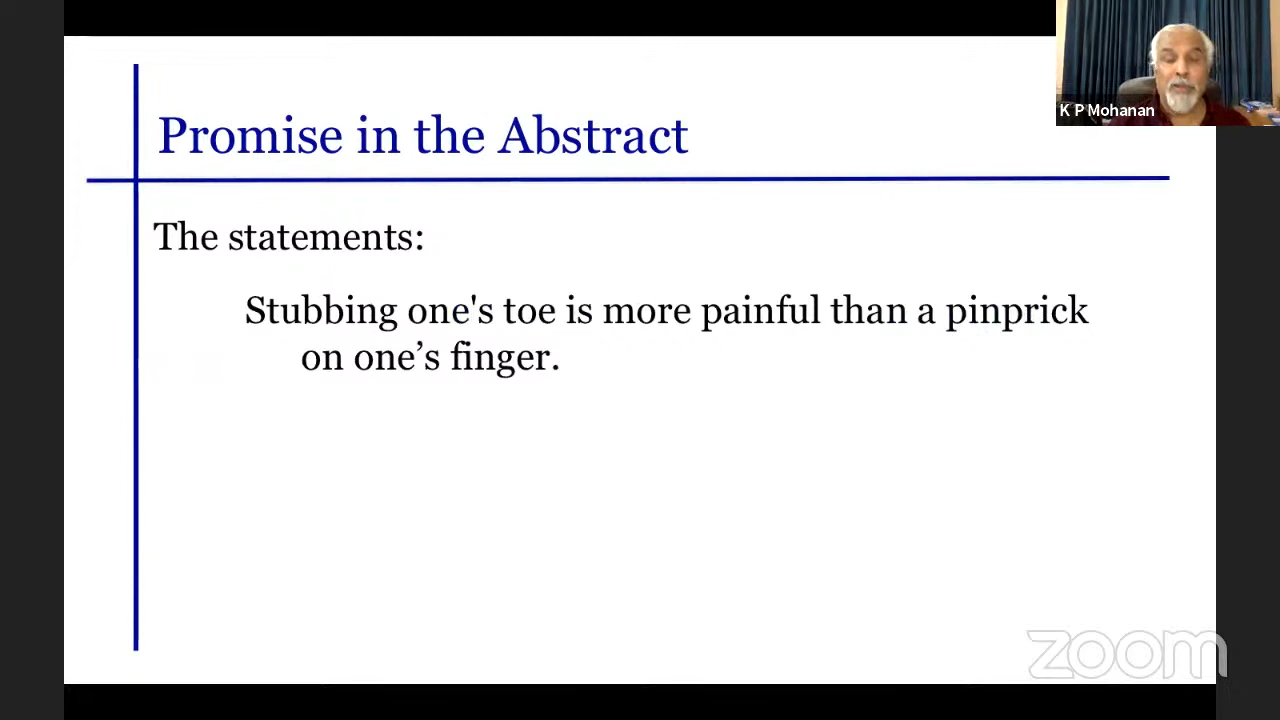 K P Mohanan
Promise in the Abstract
The statements:
Stubbing one's toe is more painful than a pinprick
on one’s finger.
zoom